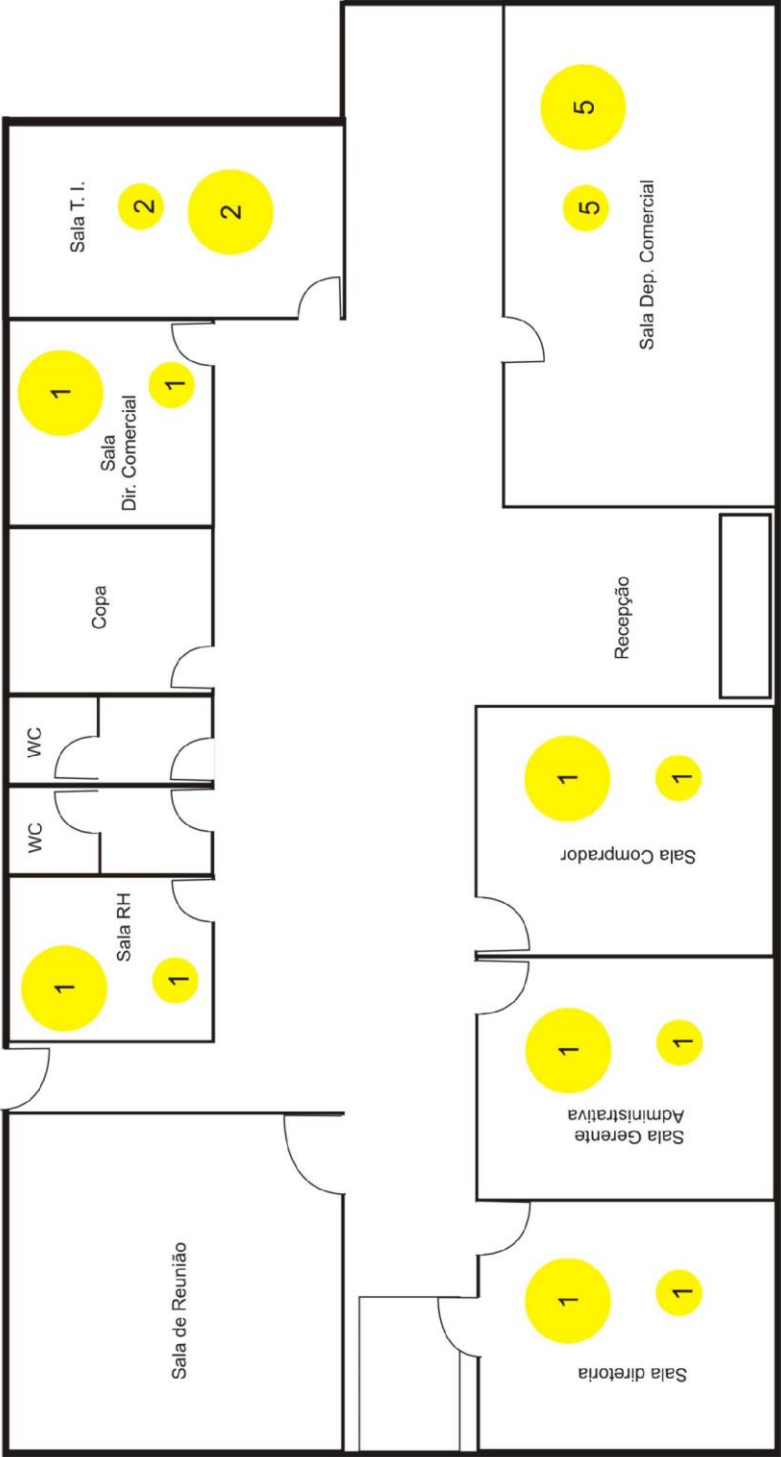 Sala T. I.
2
2
5
5
Sala Dep. Comercial
1
1
Sala
Dir. Comercial
Copa
Recepção
WC
WC
1
1
Sala Comprador
Sala RH
1
1
1
1
Sala Gerente
Administrativa
Sala de Reunião
1
1
Sala diretoria